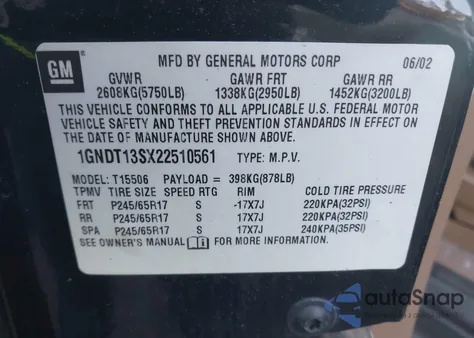 GM
MFD BY GENERAL MOTORS CORP 06/02
GVWR GAWR FRT GAWR RR
2608KG(5750LB) 1338KG(2950LB) 1452KG(3200LB)
THIS VEHICLE CONFORMS TO ALL APPLICABLE U.S. FEDERAL MOTOR
VEHICLE SAFETY AND THEFT PREVENTION STANDARDS IN EFFECT ON
THE DATE OF MANUFACTURE SHOWN ABOVE.
1GNDT13SX22510561 TYPE: M.P.V.
MODEL: T15506 PAYLOAD = 398KG(878LB)
TPMV TIRE SIZE SPEED RTG RIM COLD TIRE PRESSURE
FRT P245/65R17 S 17X7J 220KPA(32PSI)
RR P245/65R17 S 17X7J 220KPA(32PSI)
SPA P245/65R17 S 17X7J 240KPA(35PSI)
SEE OWNER'S MANUAL i FOR MORE INFORMATION.
autoSnap